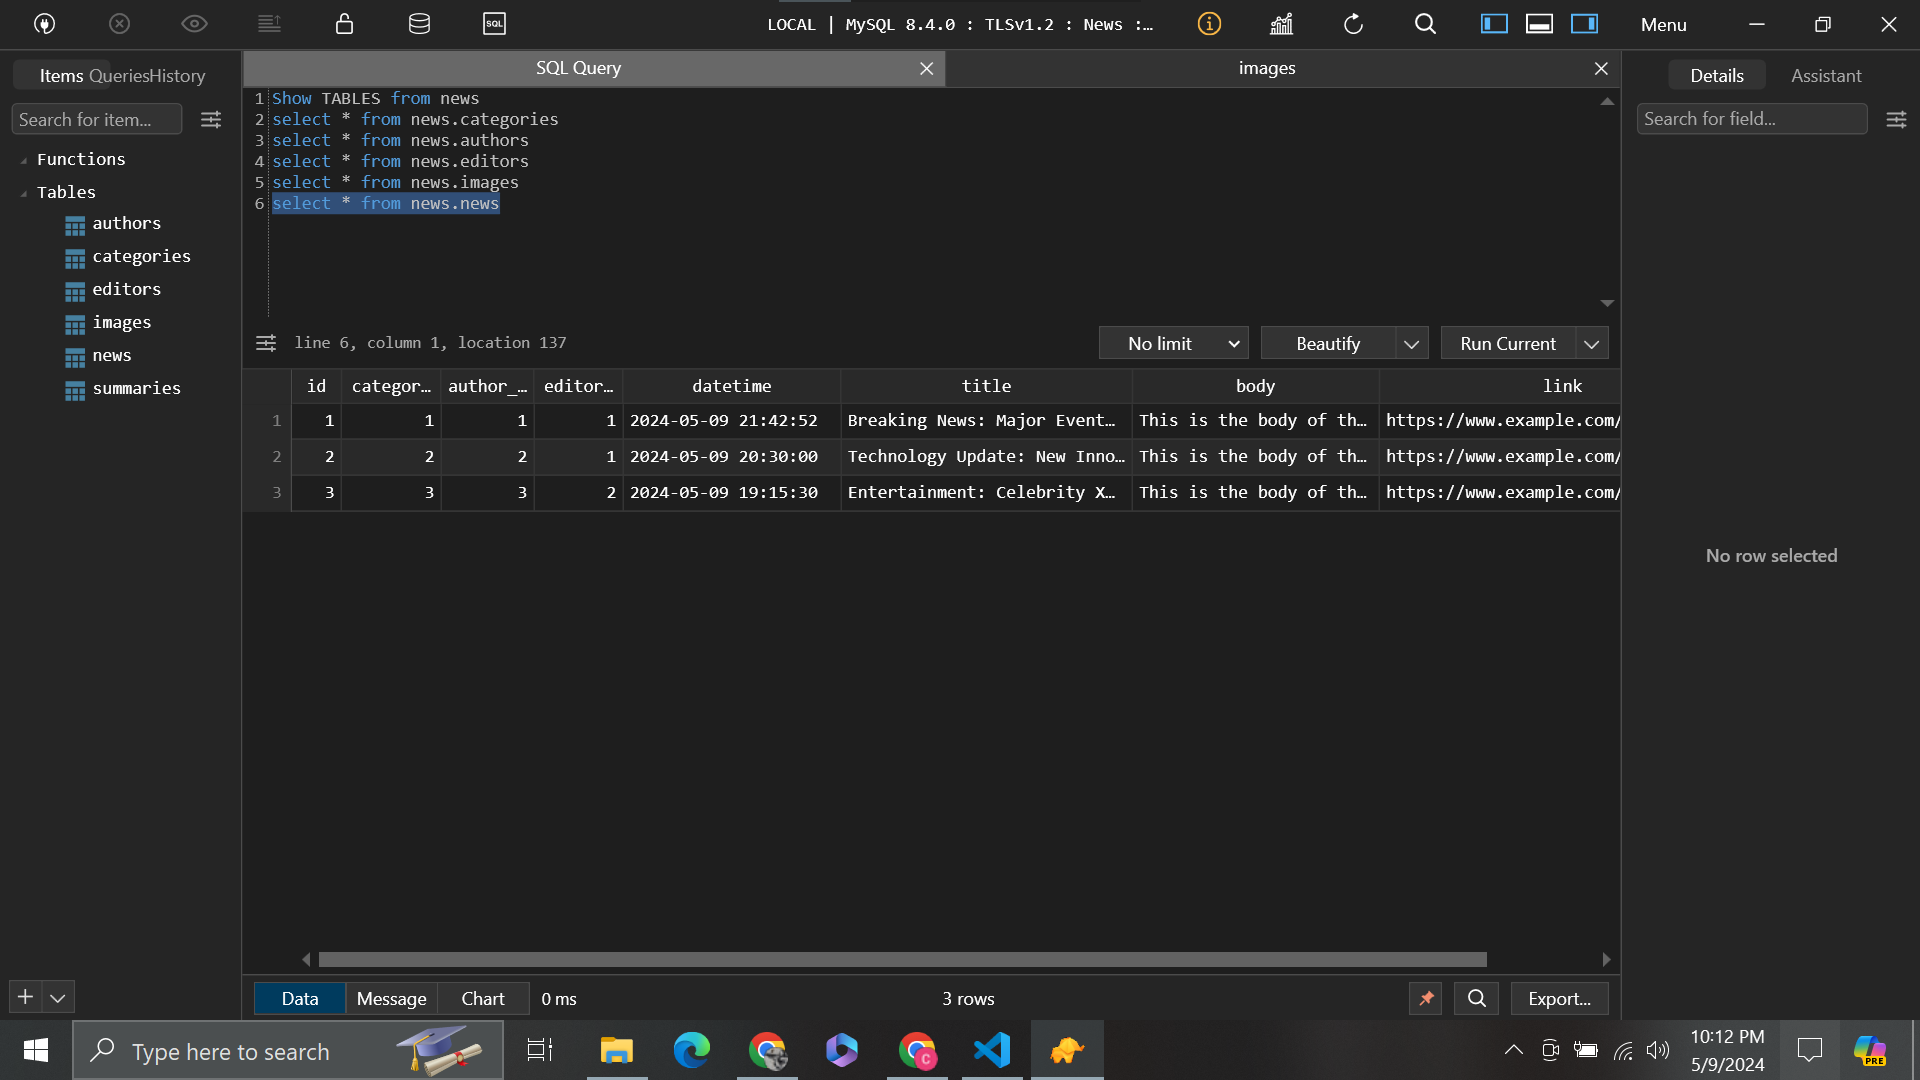 SQL
LOCAL | MySQL 8.4.0 : TLSv1.2 : News :...
Menu
Items QueriesHistory
SQL Query
images
Details Assistant
Search for item...
Search for field...
Functions
Tables
authors
categories
editors
images
news
summaries
1 Show TABLES from news
2 select * from news.categories
3 select * from news.authors
4 select * from news.editors
5 select * from news.images
6 select * from news.news
line 6, column 1, location 137
No limit
Beautify
Run Current
id categor... author_... editor... datetime title body link
1 1 1 1 1 2024-05-09 21:42:52 Breaking News: Major Event... This is the body of th... https://www.example.com/
2 2 2 2 1 2024-05-09 20:30:00 Technology Update: New Inno... This is the body of th... https://www.example.com/
3 3 3 3 2 2024-05-09 19:15:30 Entertainment: Celebrity X... This is the body of th... https://www.example.com/
No row selected
Data Message Chart 0 ms
3 rows
Export...
Type here to search
C
10:12 PM
5/9/2024
PRE